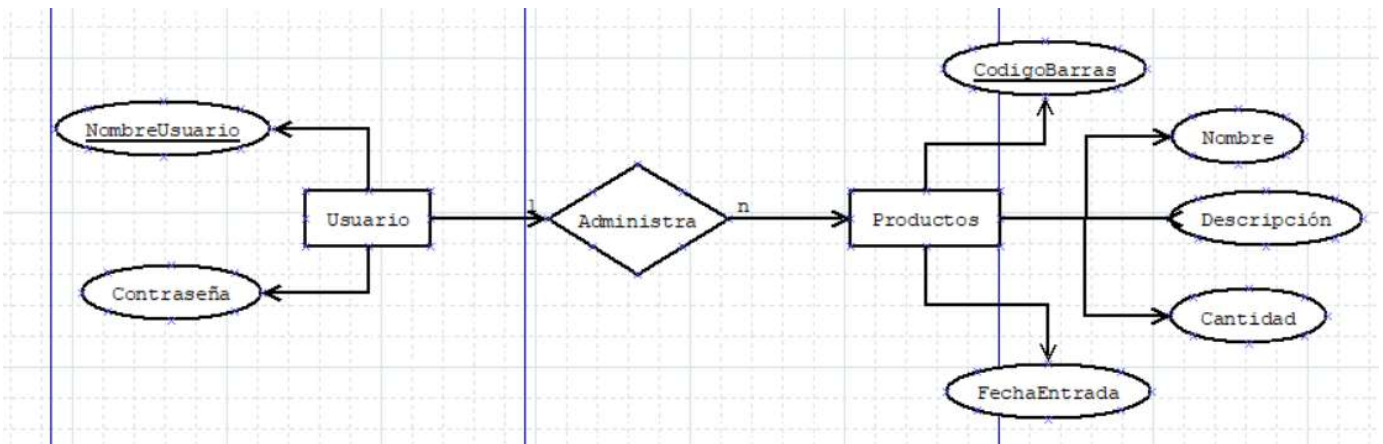 CodigoBarras
NombreUsuario
Nombre
Usuario
1
Administra
n
Productos
Descripción
Contraseña
Cantidad
FechaEntrada